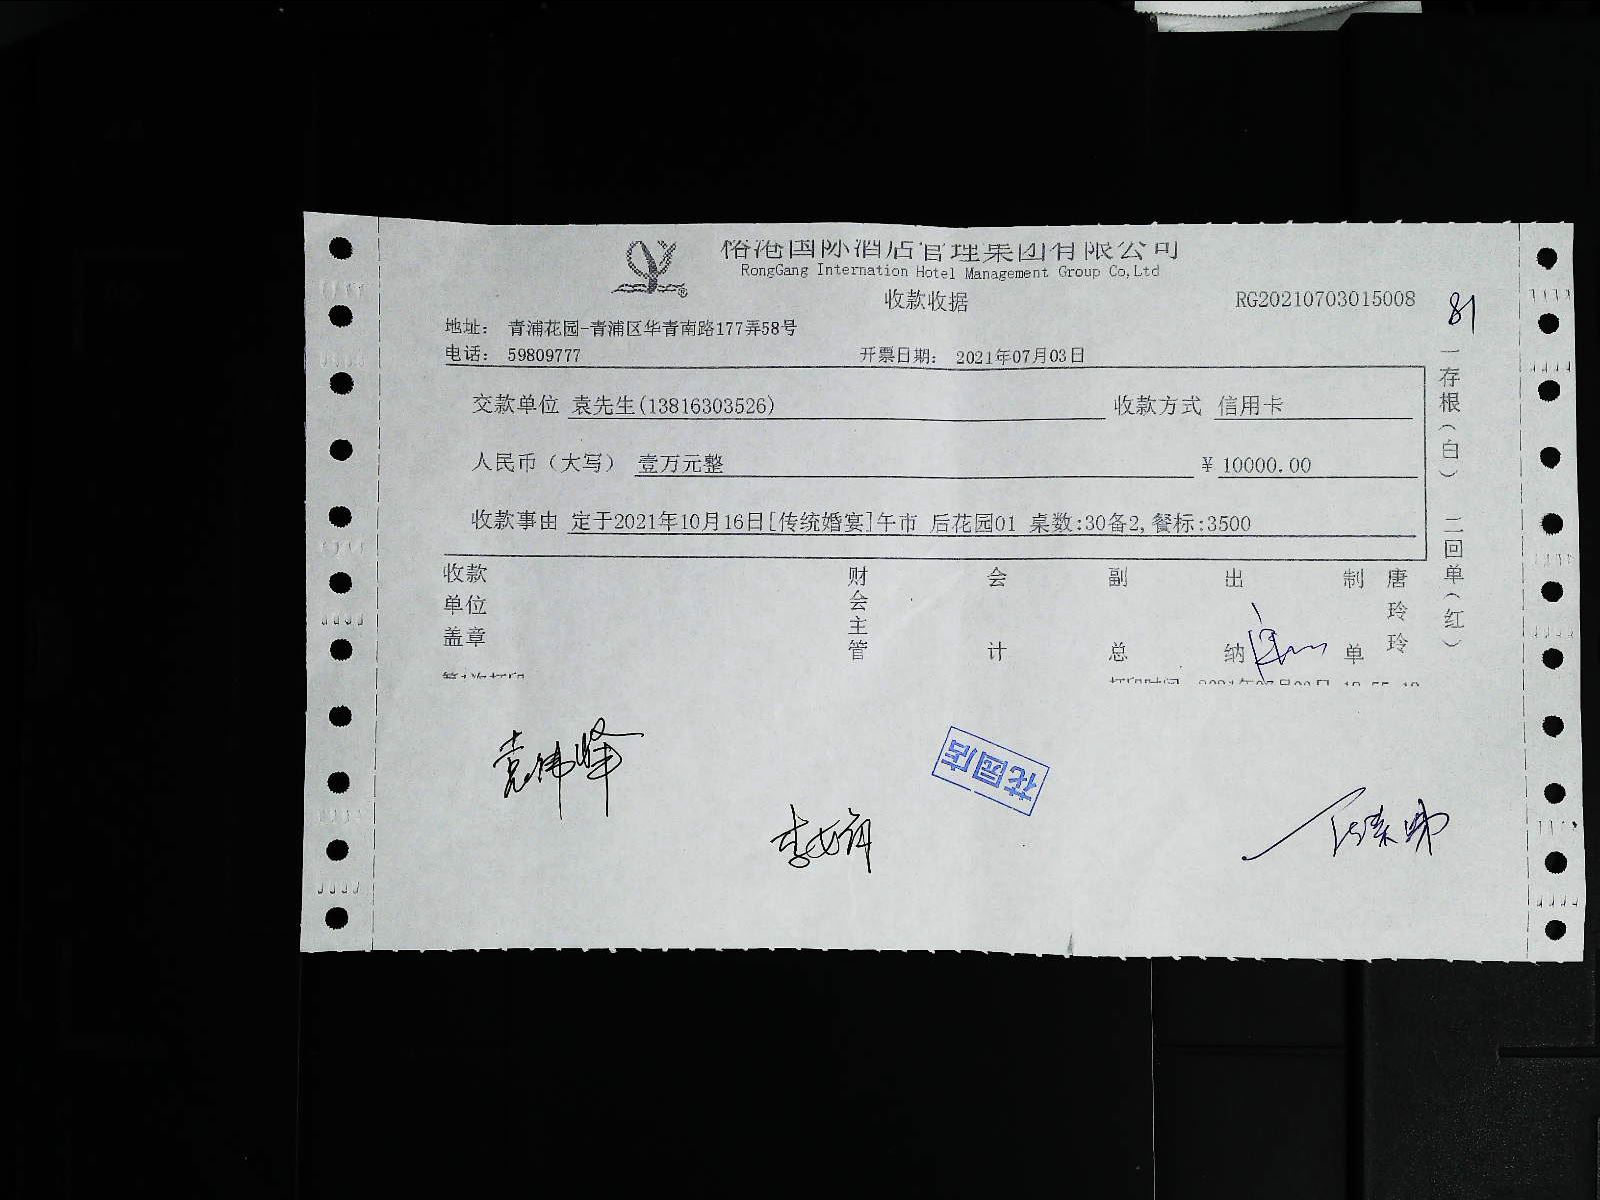 裕港国际酒店管理集团有限公司
RongGang Internation Hotel Management Group Co,Ltd
收款收据
RG20210703015008
81
地址： 青浦花园-青浦区华青南路177弄58号
电话： 59809777
开票日期： 2021年07月03日
交款单位 袁先生(13816303526)
收款方式 信用卡
人民币（大写） 壹万元整
￥ 10000.00
收款事由 定于2021年10月16日[传统婚宴]午市 后花园01 桌数:30备2,餐标:3500
一存根（白） 二回单（红）
收款单位盖章
财会主管
会计
副总
出纳
制单
唐玲玲
袁伟峰
花园店